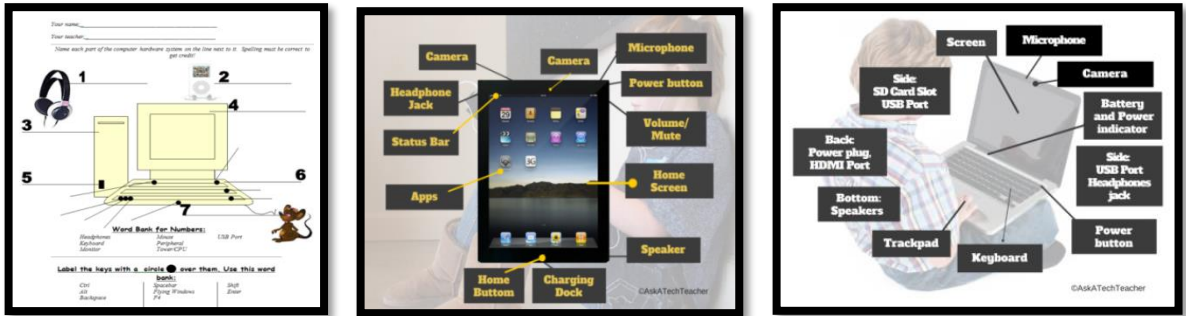 Your name
Your teacher
Name each part of the computer hardware system on the line next to it Spelling must be correct to
get credit!
1
2
4
3
5
6
7
Word Bank for Numbers:
Headphones Mouse USB Port
Keyboard Peripheral
Monitor Tower/CPU
Label the keys with a circle over them. Use this word
bank:
Ctrl Spacebar Shift
Alt Flying Windows Enter
Backspace F4
Camera
Camera
Microphone
Headphone
Jack
Power button
Status Bar
Volume/
Mute
Apps
Home
Screen
Speaker
Home
Buttom
Charging
Dock
©AskATechTeacher
Screen
Microphone
Side:
SD Card Slot
USB Port
Camera
Battery
and Power
indicator
Back:
Power plug,
HDMI Port
Side:
USB Port
Headphones
jack
Bottom:
Speakers
Trackpad
Keyboard
Power
button
©AskATechTeacher